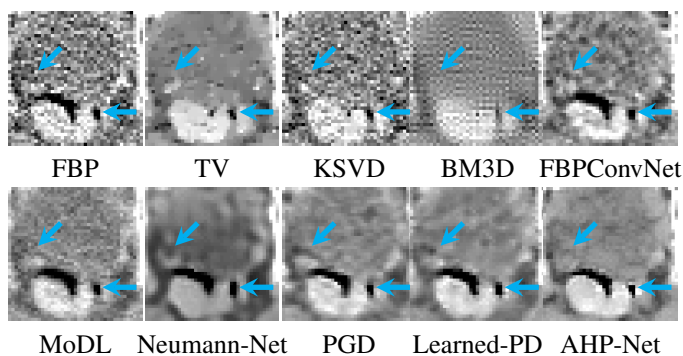 FBP TV KSVD BM3D FBPConvNet
MoDL Neumann-Net PGD Learned-PD AHP-Net